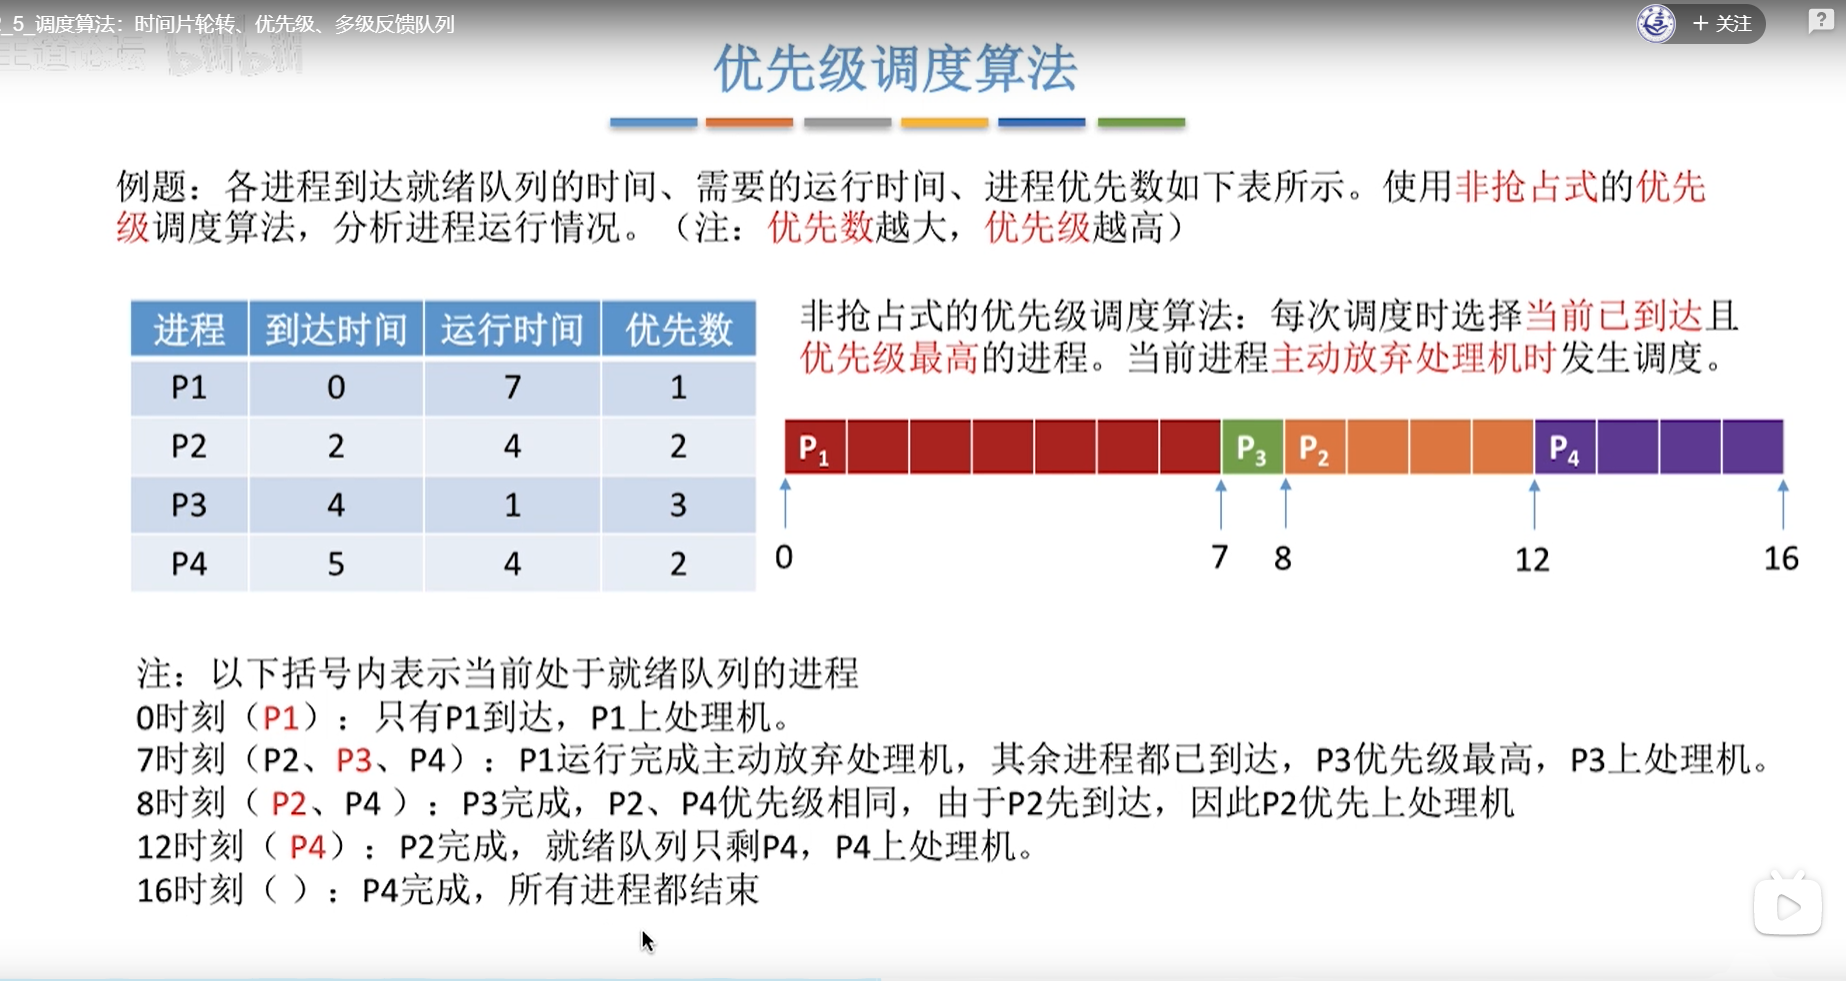 _5_调度算法：时间片轮转、优先级、多级反馈队列
+ 关注
?
王道论坛 bilibili
优先级调度算法
例题：各进程到达就绪队列的时间、需要的运行时间、进程优先数如下表所示。使用非抢占式的优先
级调度算法，分析进程运行情况。（注：优先数越大，优先级越高）
进程 到达时间 运行时间 优先数
P1 0 7 1
P2 2 4 2
P3 4 1 3
P4 5 4 2
非抢占式的优先级调度算法：每次调度时选择当前已到达且
优先级最高的进程。当前进程主动放弃处理机时发生调度。
P1 P3 P2 P4
0 7 8 12 16
注：以下括号内表示当前处于就绪队列的进程
0时刻（P1）：只有P1到达，P1上处理机。
7时刻（P2、P3、P4）：P1运行完成主动放弃处理机，其余进程都已到达，P3优先级最高，P3上处理机。
8时刻（ P2、P4 ）：P3完成，P2、P4优先级相同，由于P2先到达，因此P2优先上处理机
12时刻（ P4）：P2完成，就绪队列只剩P4，P4上处理机。
16时刻（ ）：P4完成，所有进程都结束